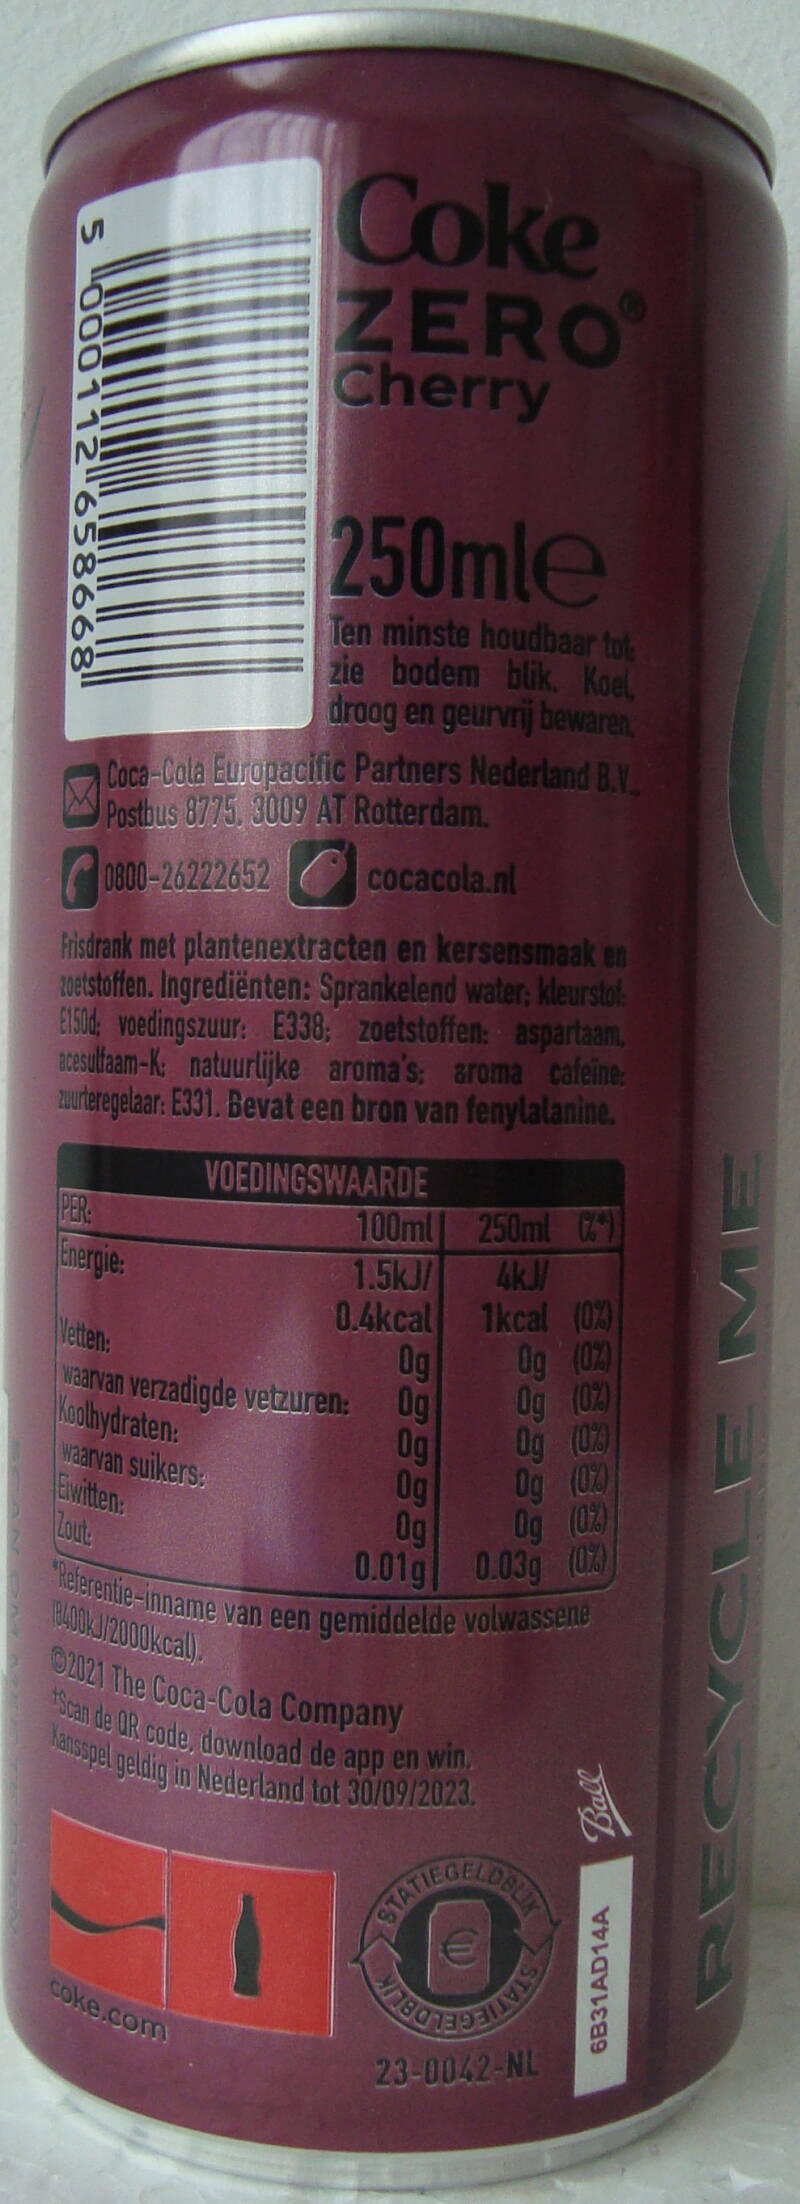 Coke
ZERO®
Cherry
5 000112 658668
250ml℮
Ten minste houdbaar tot:
zie bodem blik. Koel,
droog en geurvrij bewaren.
Coca-Cola Europacific Partners Nederland B.V.,
Postbus 8775, 3009 AT Rotterdam.
0800-26222652 cocacola.nl
Frisdrank met plantenextracten en kersensmaak en
zoetstoffen. Ingrediënten: Sprankelend water; kleurstof:
E150d; voedingszuur: E338; zoetstoffen: aspartaam,
acesulfaam-K; natuurlijke aroma's; aroma cafeïne;
zuurteregelaar: E331. Bevat een bron van fenylalanine.
VOEDINGSWAARDE
PER: 100ml 250ml (%*)
Energie: 1.5kJ/ 4kJ/
0.4kcal 1kcal (0%)
Vetten: 0g 0g (0%)
waarvan verzadigde vetzuren: 0g 0g (0%)
Koolhydraten: 0g 0g (0%)
waarvan suikers: 0g 0g (0%)
Eiwitten: 0g 0g (0%)
Zout: 0.01g 0.03g (0%)
*Referentie-inname van een gemiddelde volwassene
(8400kJ/2000kcal).
©2021 The Coca-Cola Company
†Scan de QR code, download de app en win.
Kansspel geldig in Nederland tot 30/09/2023.
Ball
coke.com
STATIEGELDBLIK
STATIEGELDBLIK
€
23-0042-NL
6B31AD14A
RECYCLE ME